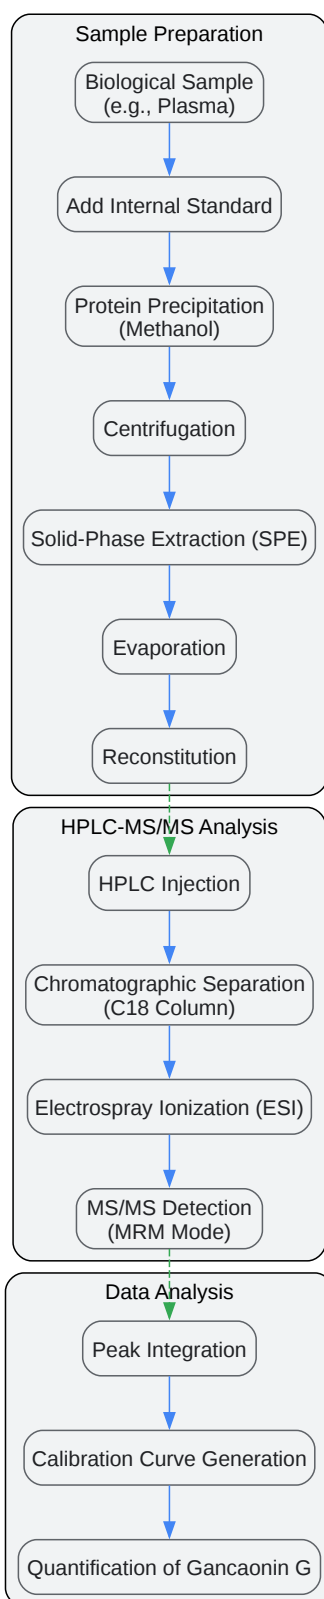 Sample Preparation
Biological Sample
(e.g., Plasma)
Add Internal Standard
Protein Precipitation
(Methanol)
Centrifugation
Solid-Phase Extraction (SPE)
Evaporation
Reconstitution
HPLC-MS/MS Analysis
HPLC Injection
Chromatographic Separation
(C18 Column)
Electrospray Ionization (ESI)
MS/MS Detection
(MRM Mode)
Data Analysis
Peak Integration
Calibration Curve Generation
Quantification of Gancaonin G